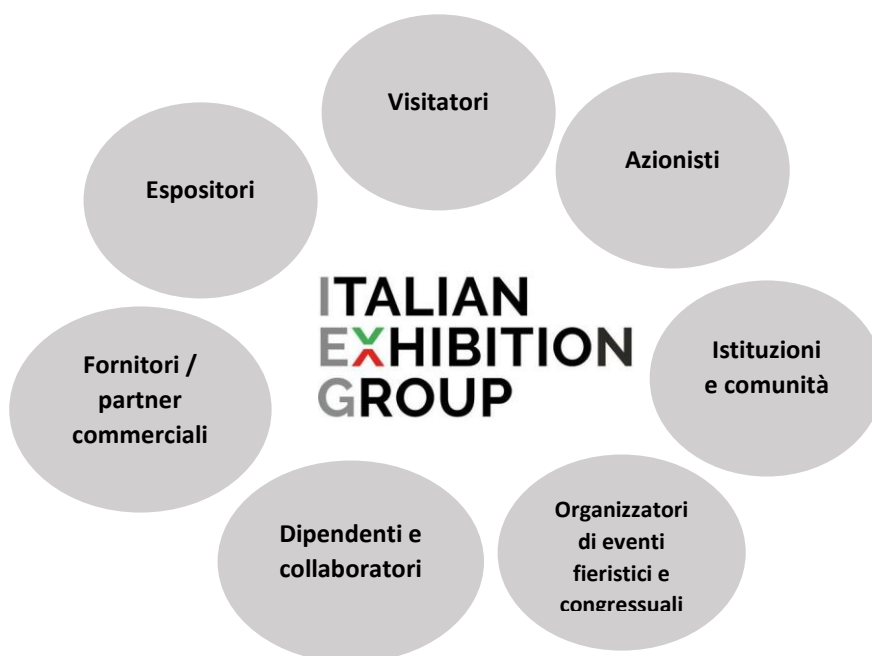 Visitatori
Azionisti
Espositori
ITALIAN
EXHIBITION
GROUP
Istituzioni
e comunità
Fornitori /
partner
commerciali
Organizzatori
di eventi
fieristici e
congressuali
Dipendenti e
collaboratori